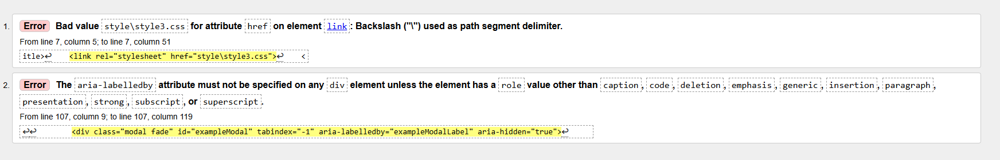 1. Error Bad value style\style3.css for attribute href on element link: Backslash ("\") used as path segment delimiter.
From line 7, column 5; to line 7, column 51
itle>↩    <link rel="stylesheet" href="style\style3.css">↩    <
2. Error The aria-labelledby attribute must not be specified on any div element unless the element has a role value other than caption, code, deletion, emphasis, generic, insertion, paragraph,
presentation, strong, subscript, or superscript.
From line 107, column 9; to line 107, column 119
↩↩        <div class="modal fade" id="exampleModal" tabindex="-1" aria-labelledby="exampleModalLabel" aria-hidden="true">↩